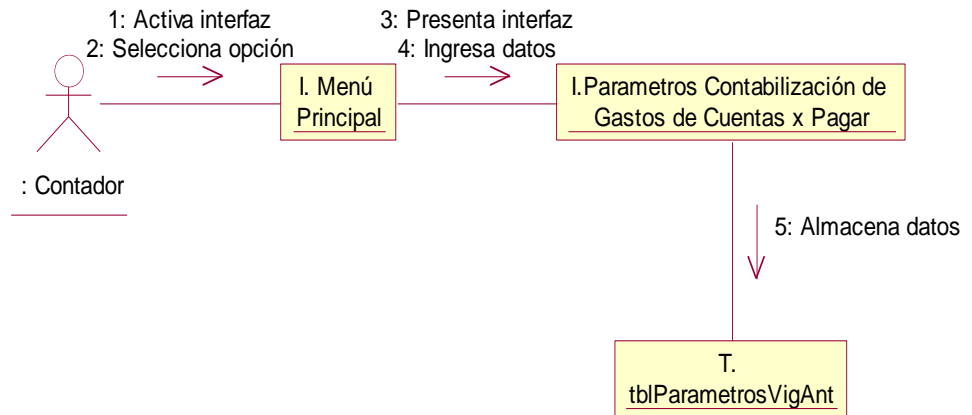 1: Activa interfaz
2: Selecciona opción
3: Presenta interfaz
4: Ingresa datos
I. Menú
Principal
I.Parametros Contabilización de
Gastos de Cuentas x Pagar
: Contador
5: Almacena datos
T.
tblParametrosVigAnt